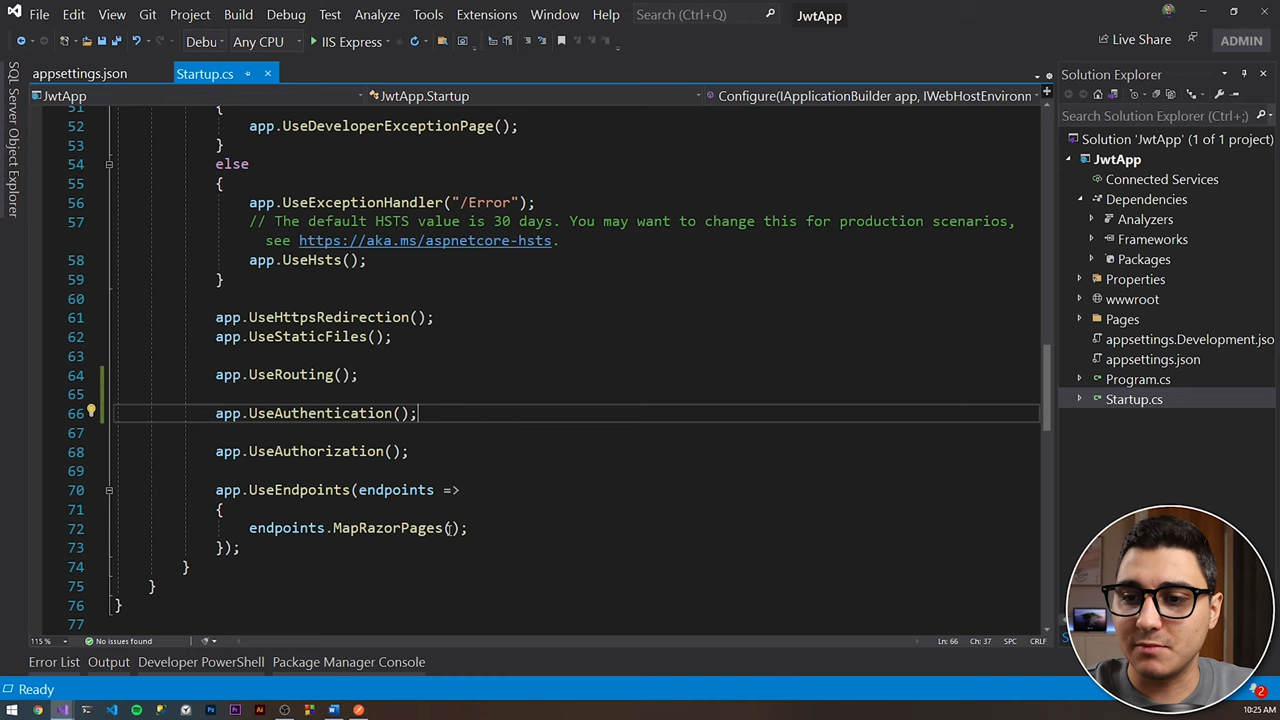 File Edit View Git Project Build Debug Test Analyze Tools Extensions Window Help Search (Ctrl+Q) JwtApp
Debu Any CPU IIS Express Live Share ADMIN
SQL Server Object Explorer
appsettings.json Startup.cs
JwtApp JwtApp.Startup Configure(IApplicationBuilder app, IWebHostEnvironn
51 {
52 app.UseDeveloperExceptionPage();
53 }
54 else
55 {
56 app.UseExceptionHandler("/Error");
57 // The default HSTS value is 30 days. You may want to change this for production scenarios,
see https://aka.ms/aspnetcore-hsts.
58 app.UseHsts();
59 }
60
61 app.UseHttpsRedirection();
62 app.UseStaticFiles();
63
64 app.UseRouting();
65
66 app.UseAuthentication();
67
68 app.UseAuthorization();
69
70 app.UseEndpoints(endpoints =>
71 {
72 endpoints.MapRazorPages();
73 });
74 }
75 }
76 }
77
115 % No issues found Ln: 66 Ch: 37 SPC CRLF
Solution Explorer
Search Solution Explorer (Ctrl+;)
Solution 'JwtApp' (1 of 1 project)
JwtApp
Connected Services
Dependencies
Analyzers
Frameworks
Packages
Properties
wwwroot
Pages
appsettings.Development.jso
appsettings.json
Program.cs
Startup.cs
Error List Output Developer PowerShell Package Manager Console
Ready 2
10:25 AM